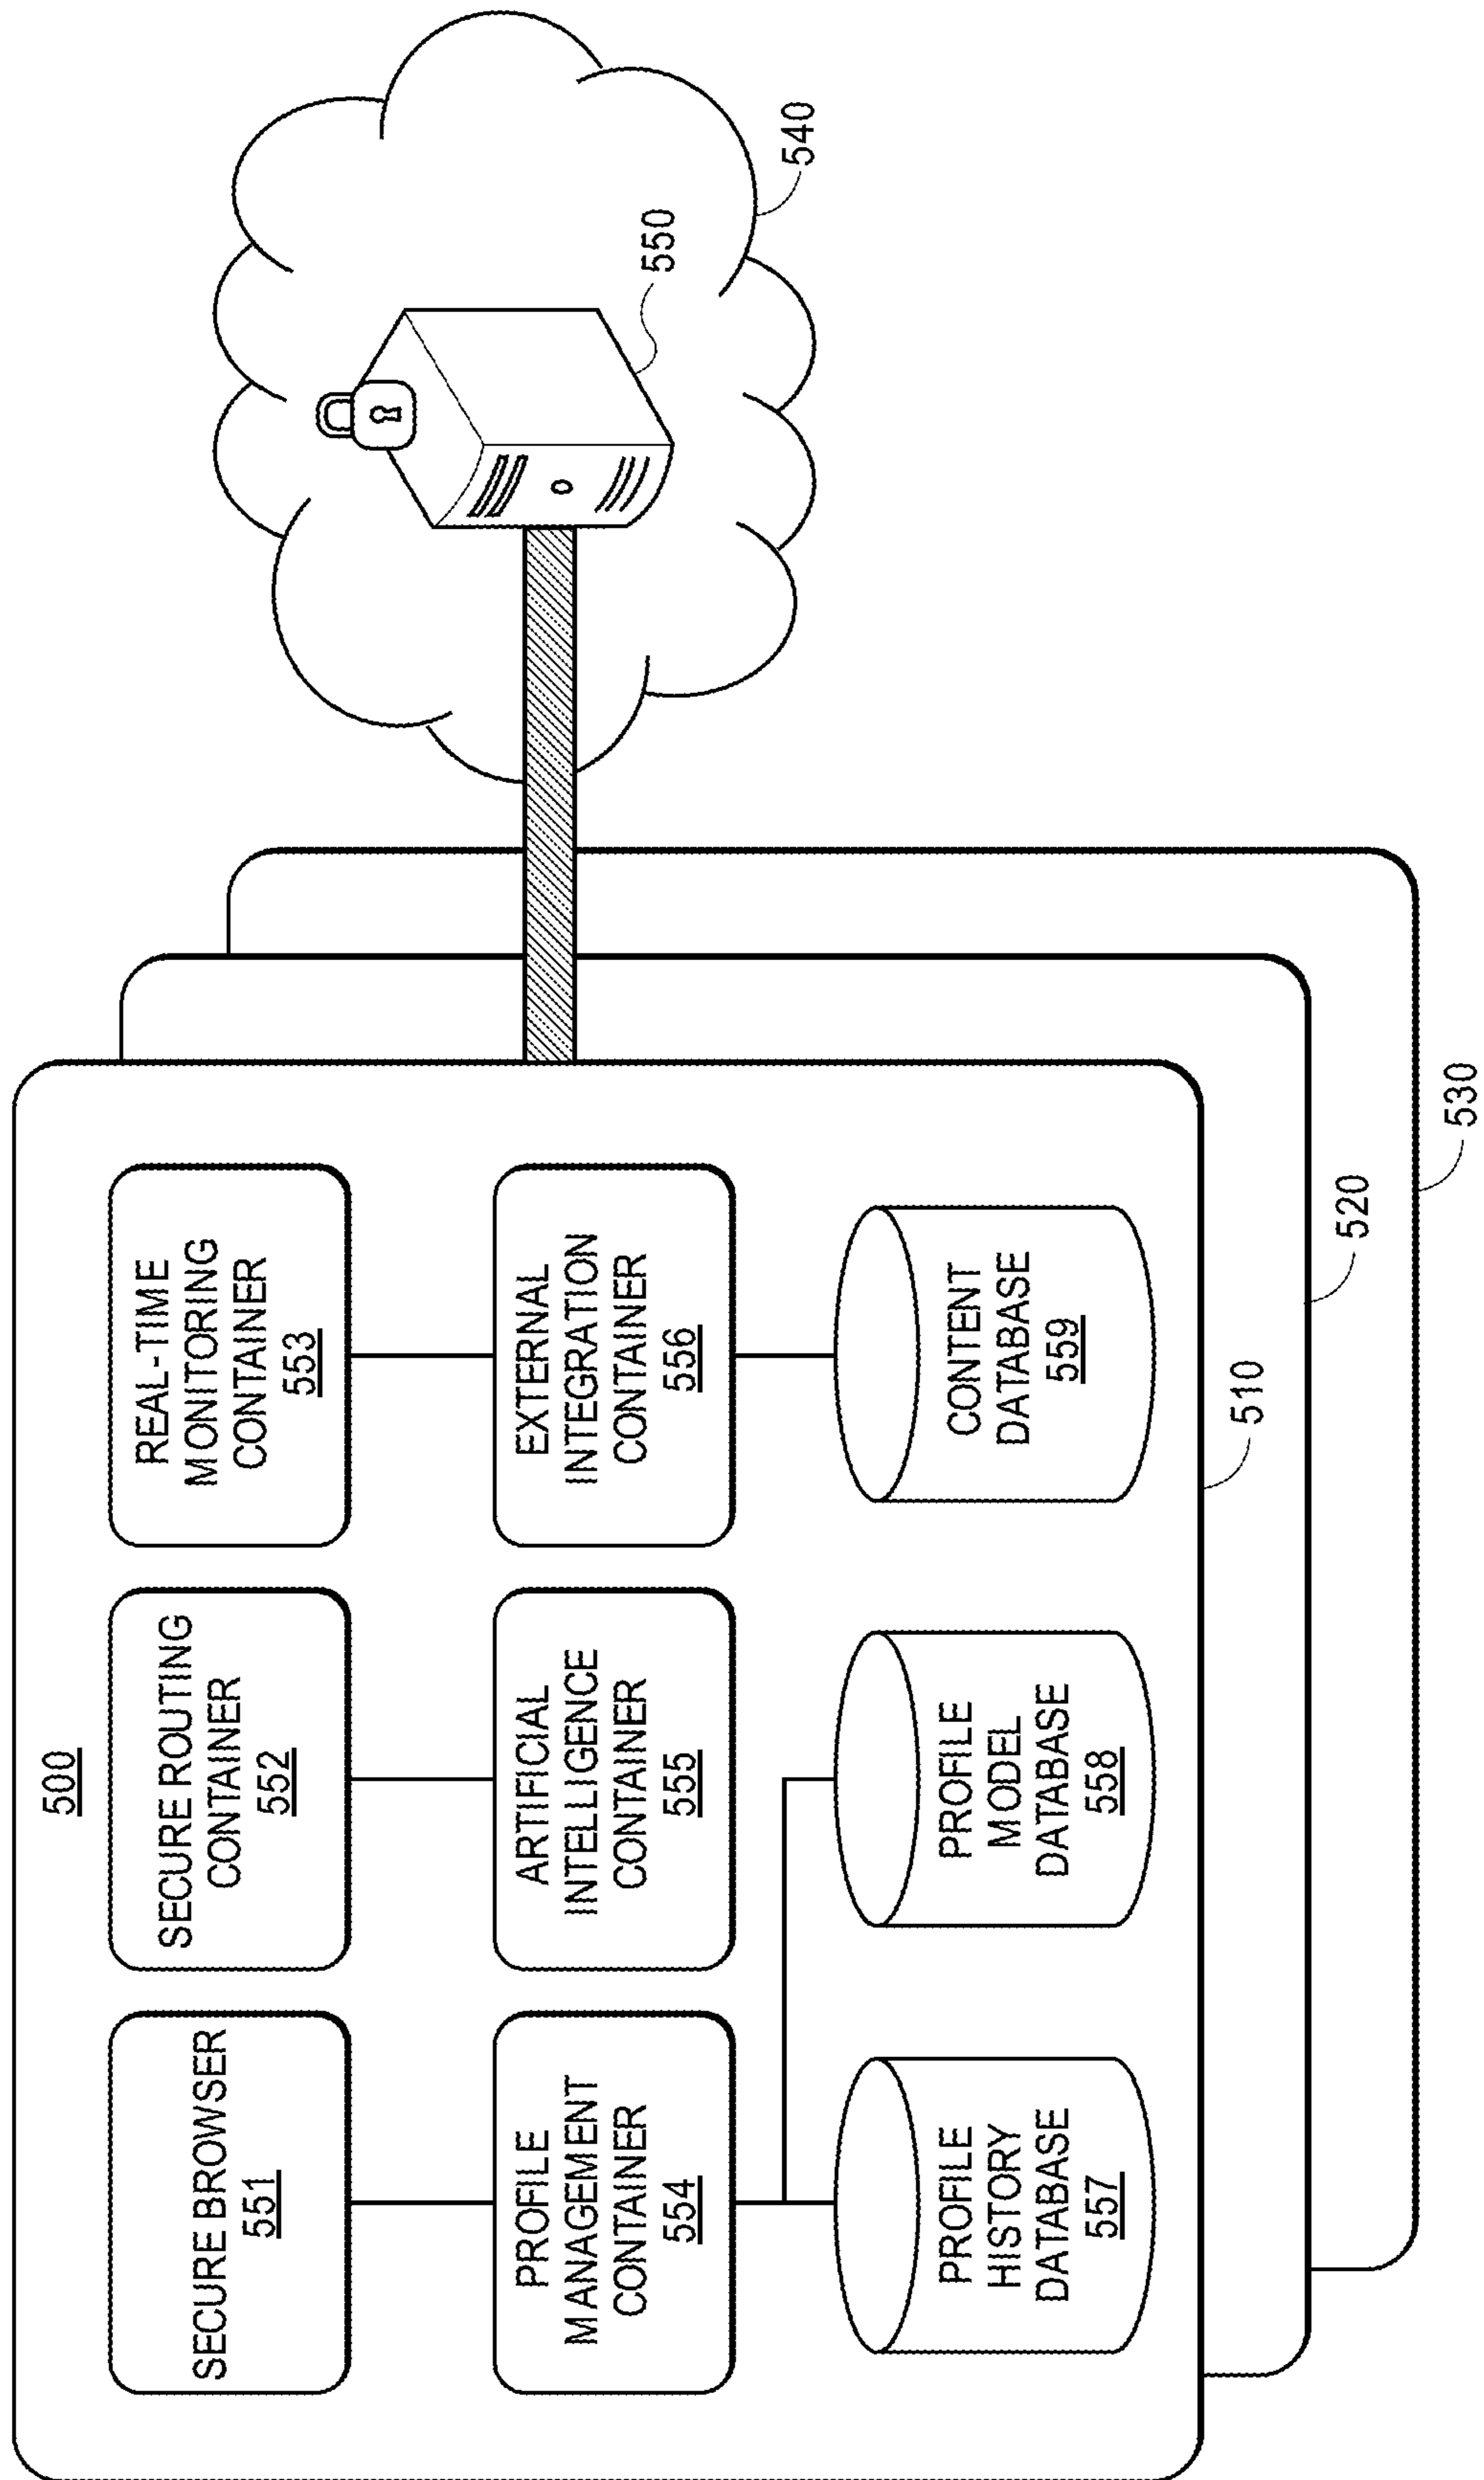 500
SECURE BROWSER
551
SECURE ROUTING
CONTAINER
552
REAL-TIME
MONITORING
CONTAINER
553
PROFILE
MANAGEMENT
CONTAINER
554
ARTIFICIAL
INTELLIGENCE
CONTAINER
555
EXTERNAL
INTEGRATION
CONTAINER
556
PROFILE
HISTORY
DATABASE
557
PROFILE
MODEL
DATABASE
558
CONTENT
DATABASE
559
510
520
530
550
540